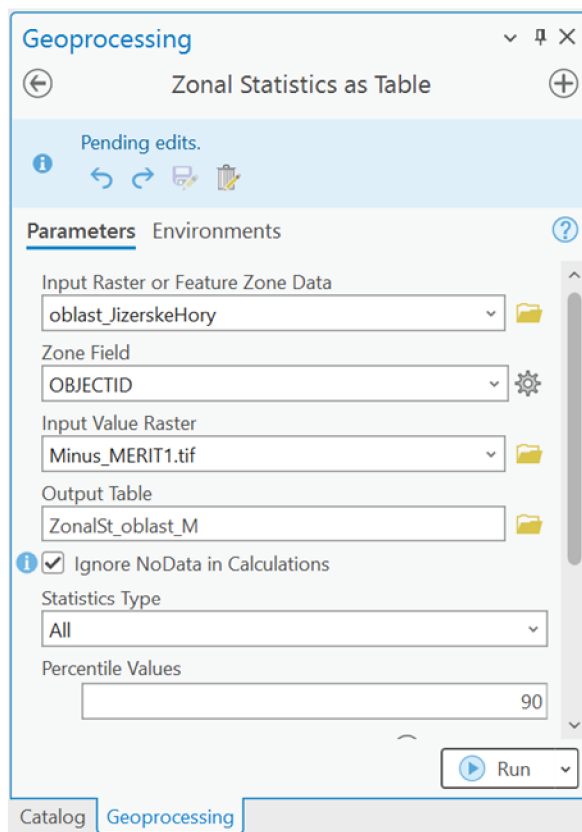 Geoprocessing
Zonal Statistics as Table
Pending edits.
Parameters Environments
Input Raster or Feature Zone Data
oblast_JizerskeHory
Zone Field
OBJECTID
Input Value Raster
Minus_MERIT1.tif
Output Table
ZonalSt_oblast_M
Ignore NoData in Calculations
Statistics Type
All
Percentile Values
90
Run
Catalog Geoprocessing